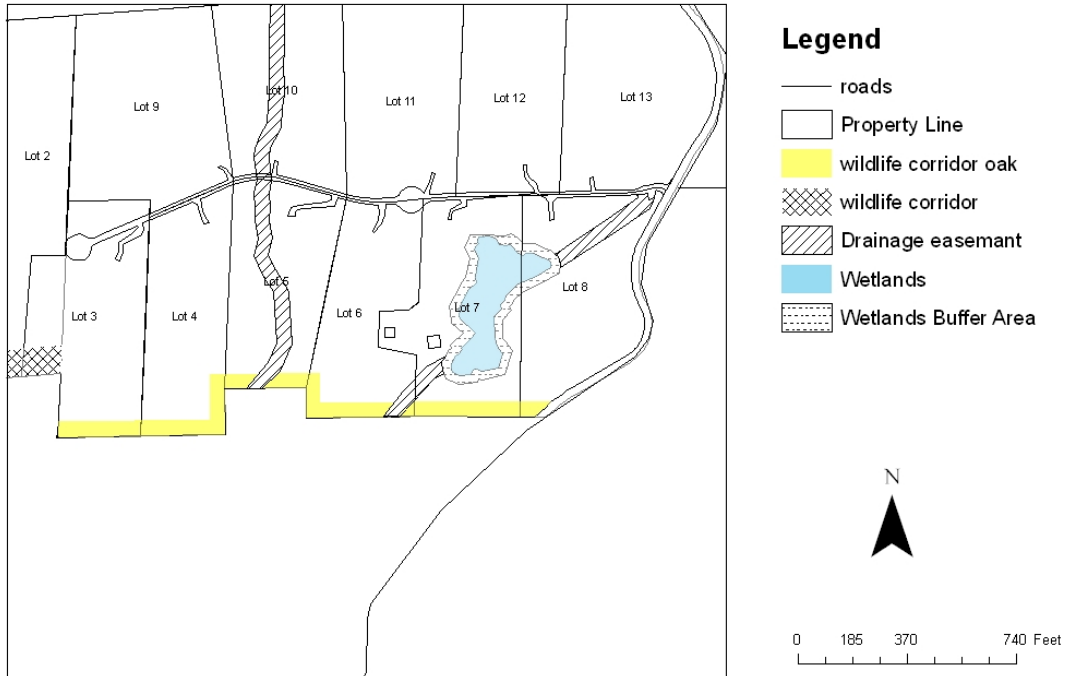 Lot 2
Lot 9
Lot 10
Lot 11
Lot 12
Lot 13
Lot 3
Lot 4
Lot 5
Lot 6
Lot 7
Lot 8
Legend
roads
Property Line
wildlife corridor oak
wildlife corridor
Drainage easemant
Wetlands
Wetlands Buffer Area
N
0 185 370 740 Feet